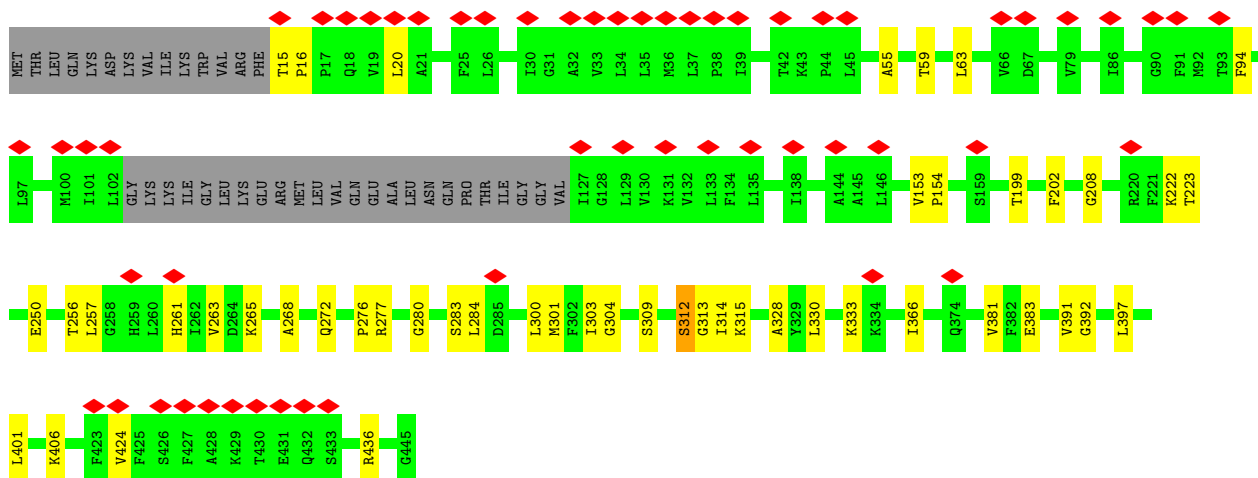 MET THR LEU GLN LYS ASP LYS VAL ILE LYS TRP VAL ARG PHE T15 P16 P17 Q18 V19 L20 A21 F25 L26 I30 G31 A32 V33 L34 L35 M36 L37 P38 I39 T42 K43 P44 L45 A55 T59 L63 V66 D67 V79 I86 G90 F91 M92 T93 F94
L97 M100 I101 L102 GLY LYS LYS ILE GLY LEU LYS GLU ARG MET LEU VAL GLN GLU ALA LEU ASN GLN PRO THR ILE GLY GLY VAL I127 G128 L129 V130 K131 V132 L133 F134 L135 I138 A144 A145 L146 V153 P154 S159 T199 F202 G208 R220 F221 K222 T223
E250 T256 L257 G258 H259 L260 H261 I262 V263 D264 K265 A268 Q272 P276 R277 G280 S283 L284 D285 L300 M301 F302 I303 G304 S309 S312 G313 I314 K315 A328 Y329 L330 K333 K334 I366 Q374 V381 F382 E383 V391 G392 L397
L401 K406 F423 V424 F425 S426 F427 A428 K429 T430 E431 Q432 S433 R436 G445